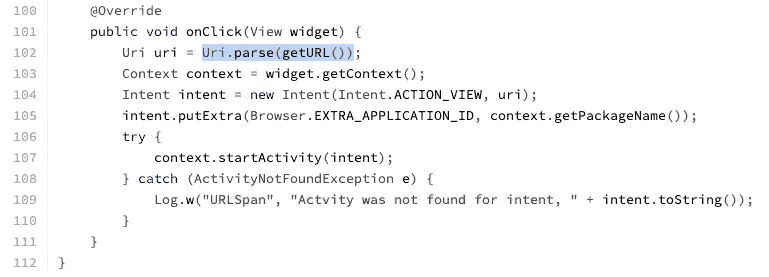 100 @Override
101 public void onClick(View widget) {
102 Uri uri = Uri.parse(getURL());
103 Context context = widget.getContext();
104 Intent intent = new Intent(Intent.ACTION_VIEW, uri);
105 intent.putExtra(Browser.EXTRA_APPLICATION_ID, context.getPackageName());
106 try {
107 context.startActivity(intent);
108 } catch (ActivityNotFoundException e) {
109 Log.w("URLSpan", "Actvity was not found for intent, " + intent.toString());
110 }
111 }
112 }